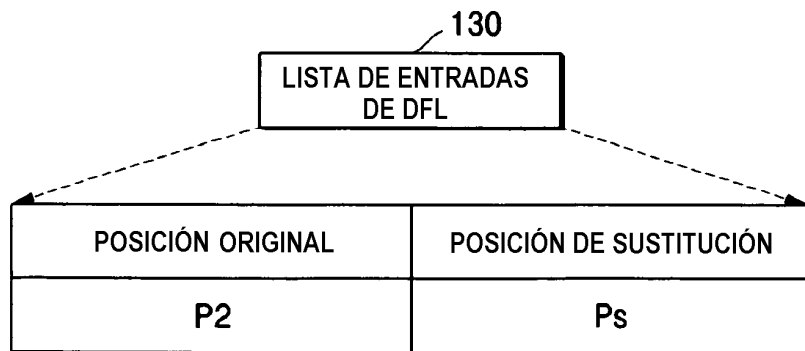 130
LISTA DE ENTRADAS
DE DFL
POSICIÓN ORIGINAL
POSICIÓN DE SUSTITUCIÓN
P2
Ps